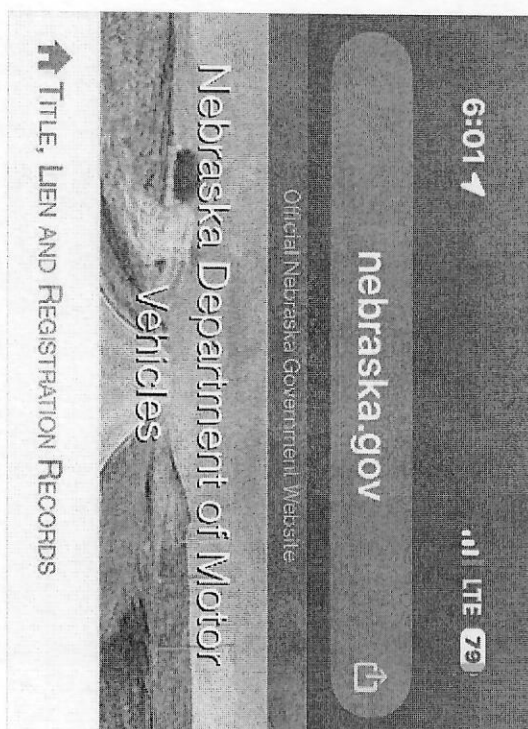 6:01 LTE 79
nebraska.gov
Official Nebraska Government Website
Nebraska Department of Motor
Vehicles
TITLE, LIEN AND REGISTRATION RECORDS